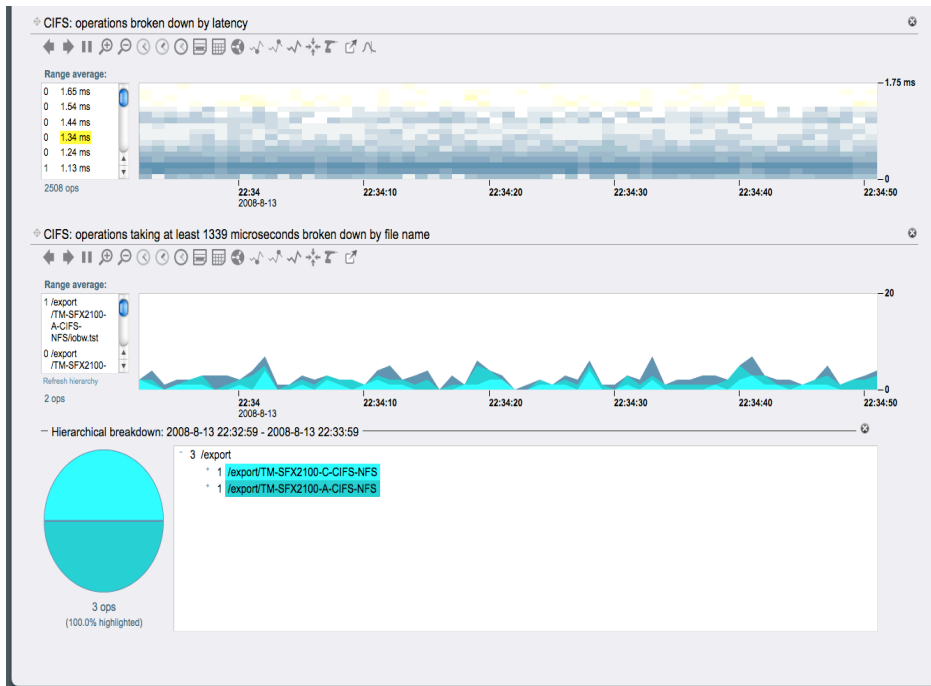 CIFS: operations broken down by latency
Range average:
0 1.65 ms
0 1.54 ms
0 1.44 ms
0 1.34 ms
0 1.24 ms
1 1.13 ms
2508 ops
1.75 ms
0
22:34
2008-8-13
22:34:10
22:34:20
22:34:30
22:34:40
22:34:50
CIFS: operations taking at least 1339 microseconds broken down by file name
Range average:
1 /export
/TM-SFX2100-
A-CIFS-
NFS/iobw.tst
0 /export
/TM-SFX2100-
Refresh hierarchy
2 ops
20
0
22:34
2008-8-13
22:34:10
22:34:20
22:34:30
22:34:40
22:34:50
Hierarchical breakdown: 2008-8-13 22:32:59 - 2008-8-13 22:33:59
3 /export
1 /export/TM-SFX2100-C-CIFS-NFS
1 /export/TM-SFX2100-A-CIFS-NFS
3 ops
(100.0% highlighted)